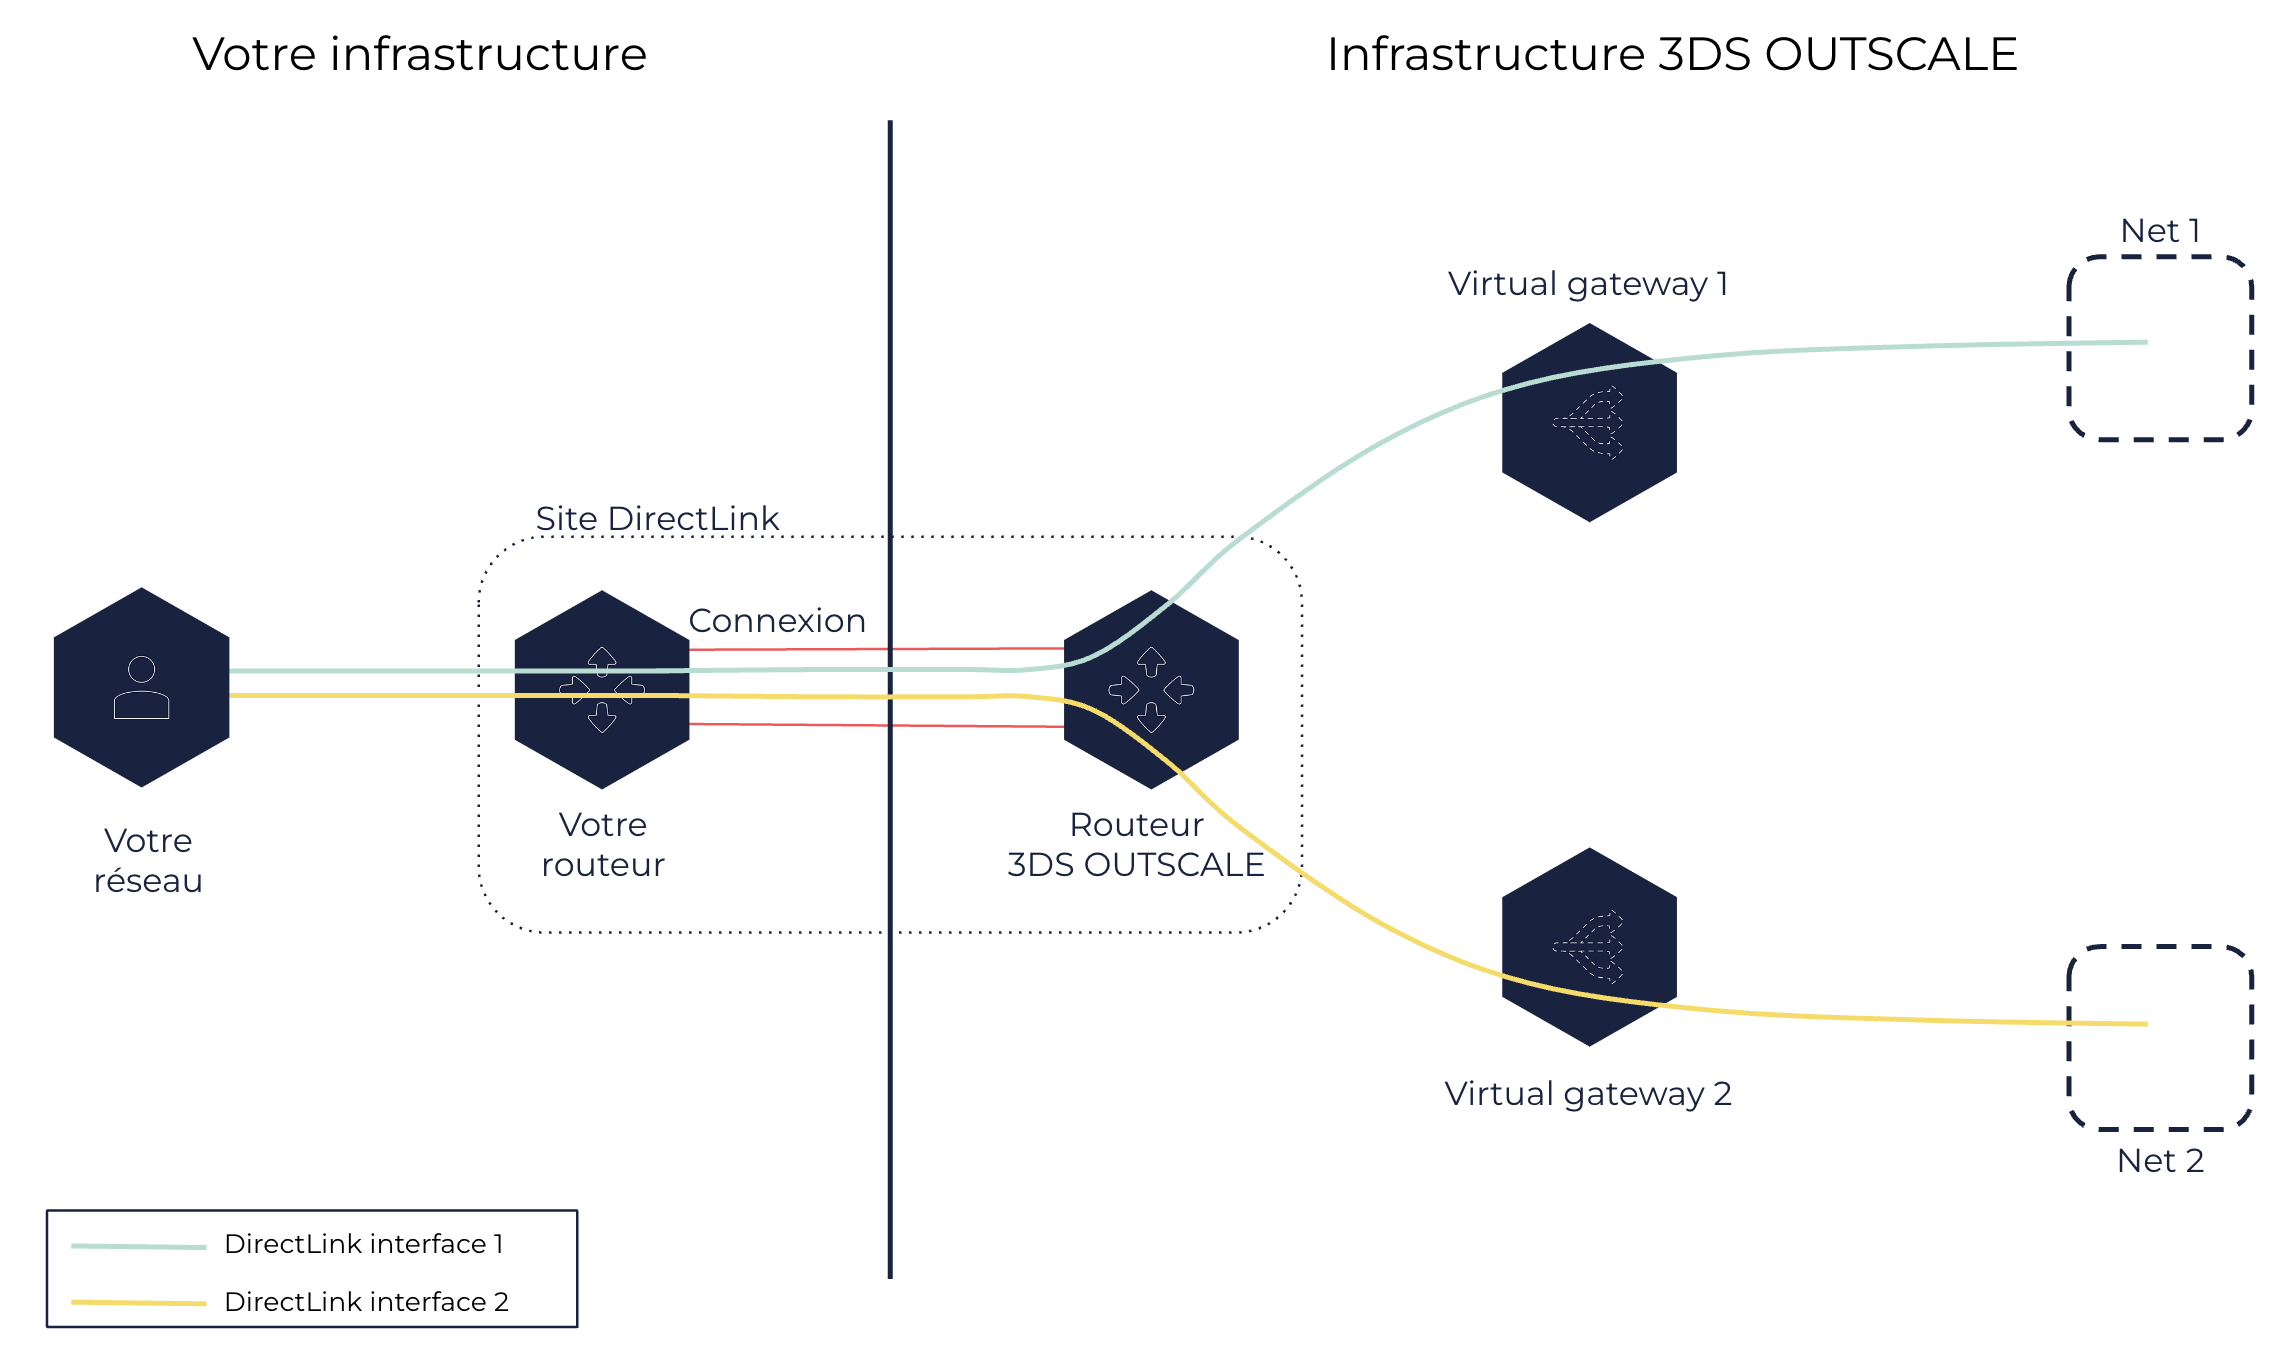 Votre infrastructure
Infrastructure 3DS OUTSCALE
Net 1
Virtual gateway 1
Site DirectLink
Connexion
Votre
réseau
Votre
routeur
Routeur
3DS OUTSCALE
Virtual gateway 2
Net 2
DirectLink interface 1
DirectLink interface 2